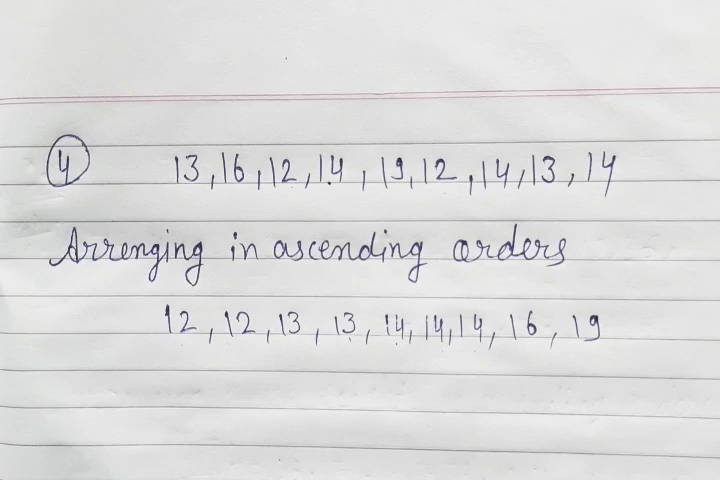 ④ 13, 16, 12, 14, 19, 12, 14, 13, 14
Arrenging in ascending orders
12, 12, 13, 13, 14, 14, 14, 16, 19